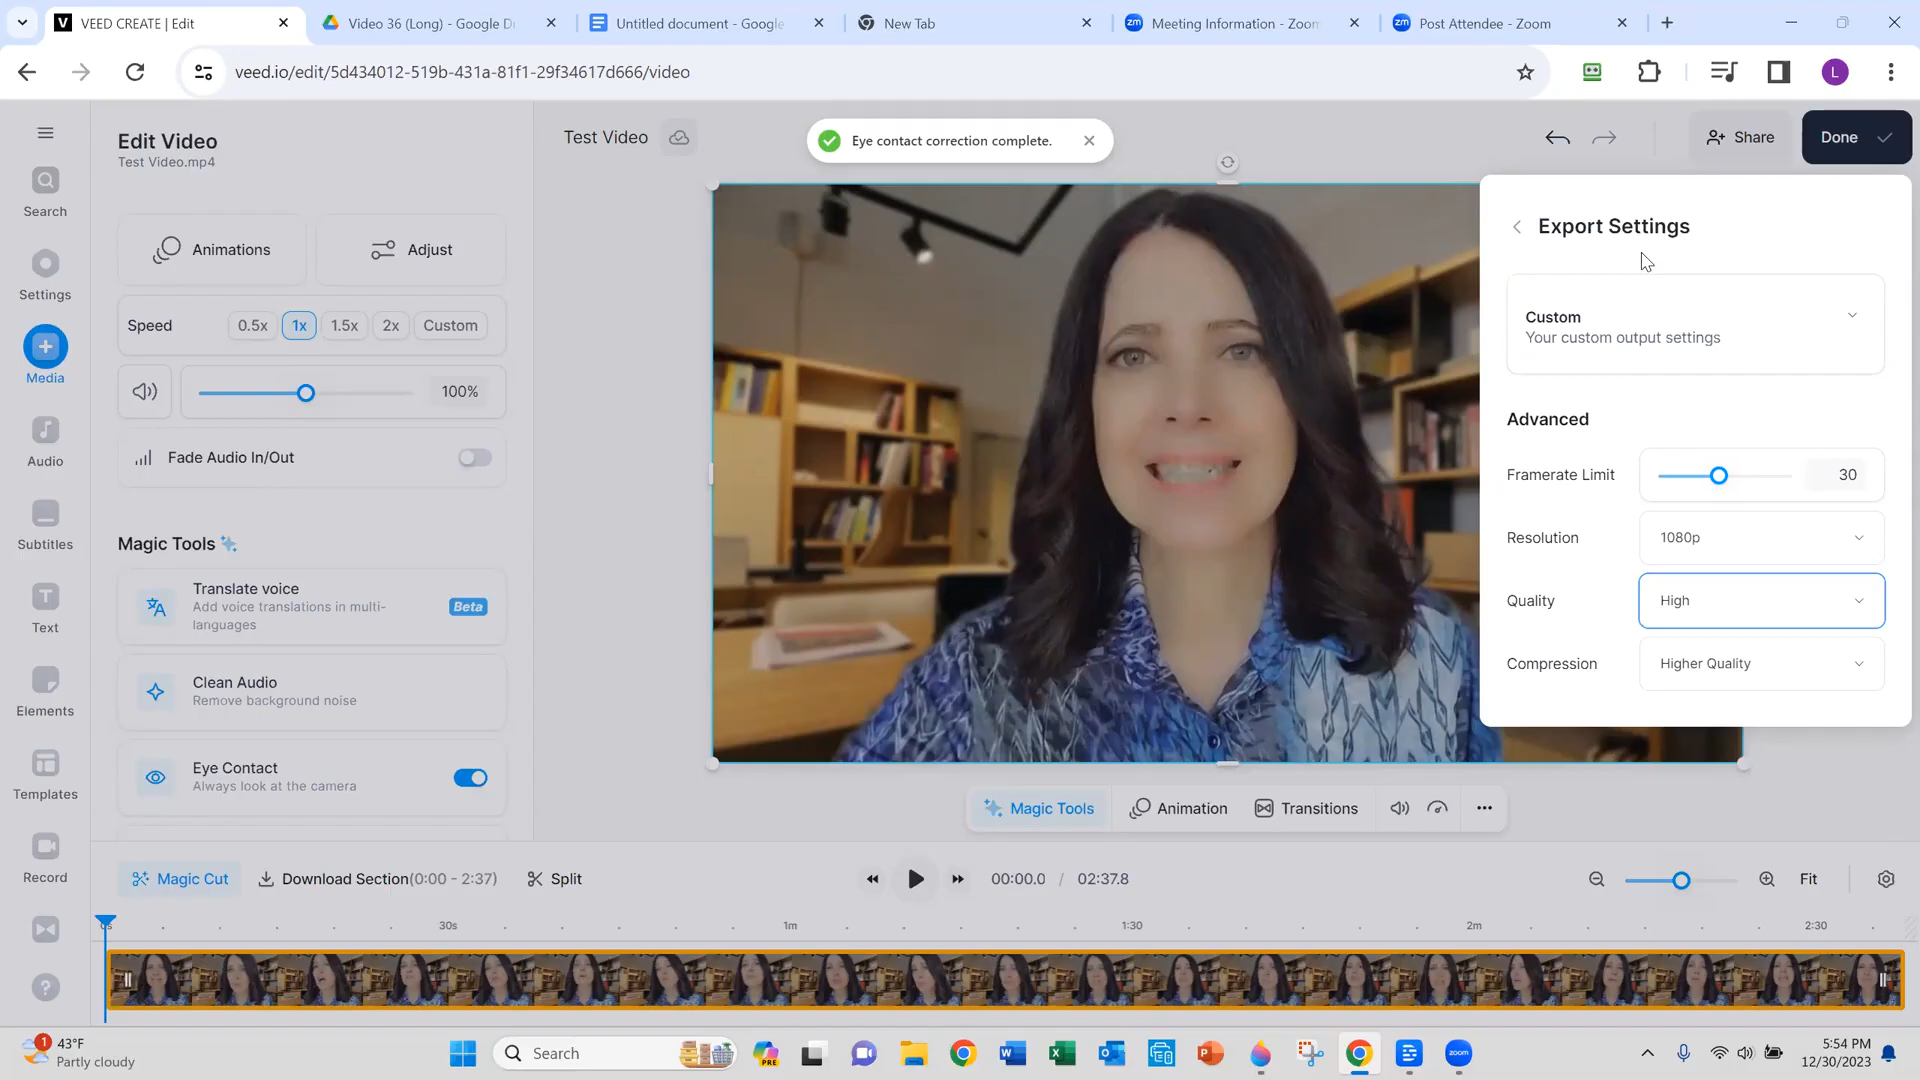 VEED CREATE | Edit
Video 36 (Long) - Google Dr
Untitled document - Google
New Tab
zm Meeting Information - Zoom
zm Post Attendee - Zoom
veed.io/edit/5d434012-519b-431a-81f1-29f34617d666/video
L
Edit Video
Test Video.mp4
Test Video
Eye contact correction complete.
Share
Done
Search
Settings
Media
Audio
Subtitles
Text
Elements
Templates
Record
Animations
Adjust
Speed 0.5x 1x 1.5x 2x Custom
100%
Fade Audio In/Out
Magic Tools
Translate voice
Add voice translations in multi-
languages
Beta
Clean Audio
Remove background noise
Eye Contact
Always look at the camera
Export Settings
Custom
Your custom output settings
Advanced
Framerate Limit 30
Resolution 1080p
Quality High
Compression Higher Quality
Magic Tools Animation Transitions
Magic Cut Download Section(0:00 - 2:37) Split 00:00.0 / 02:37.8 Fit
30s 1m 1:30 2m 2:30
1
43°F
Partly cloudy
Search
PRE
zoom
5:54 PM
12/30/2023